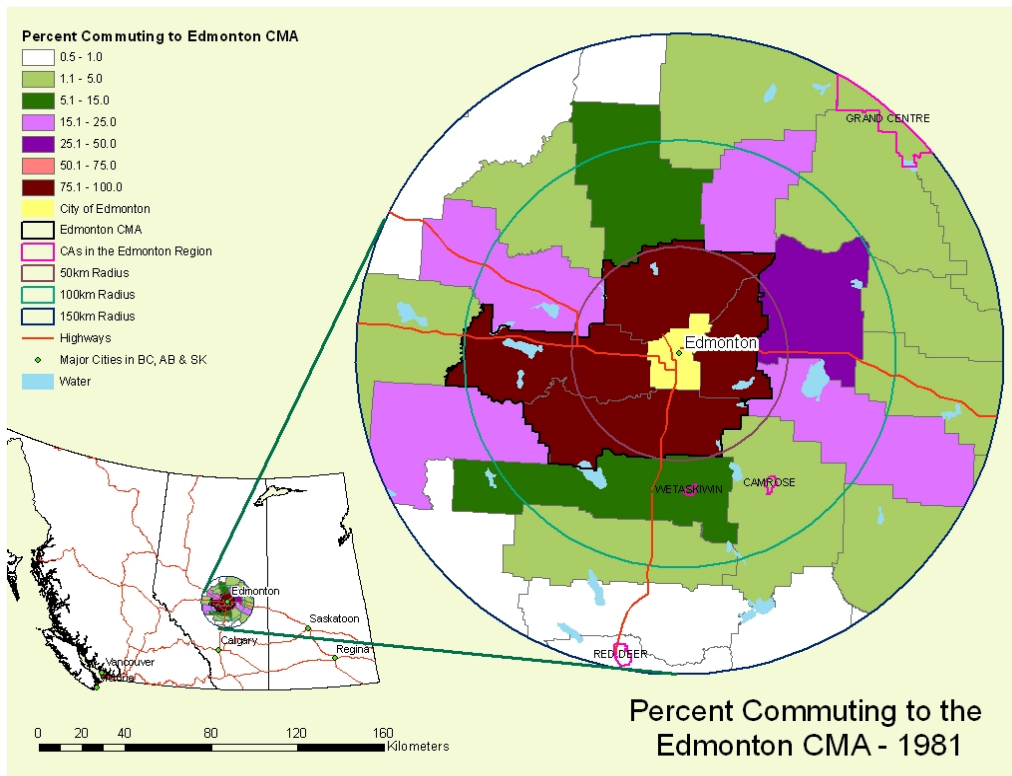 Percent Commuting to Edmonton CMA
0.5 - 1.0
1.1 - 5.0
5.1 - 15.0
15.1 - 25.0
25.1 - 50.0
50.1 - 75.0
75.1 - 100.0
City of Edmonton
Edmonton CMA
CAs in the Edmonton Region
50km Radius
100km Radius
150km Radius
Highways
Major Cities in BC, AB & SK
Water
GRAND CENTRE
Edmonton
WETASKIWIN
CAMROSE
RED DEER
Edmonton
Saskatoon
Calgary
Regina
Vancouver
0 20 40 80 120 160
Kilometers
Percent Commuting to the
Edmonton CMA - 1981